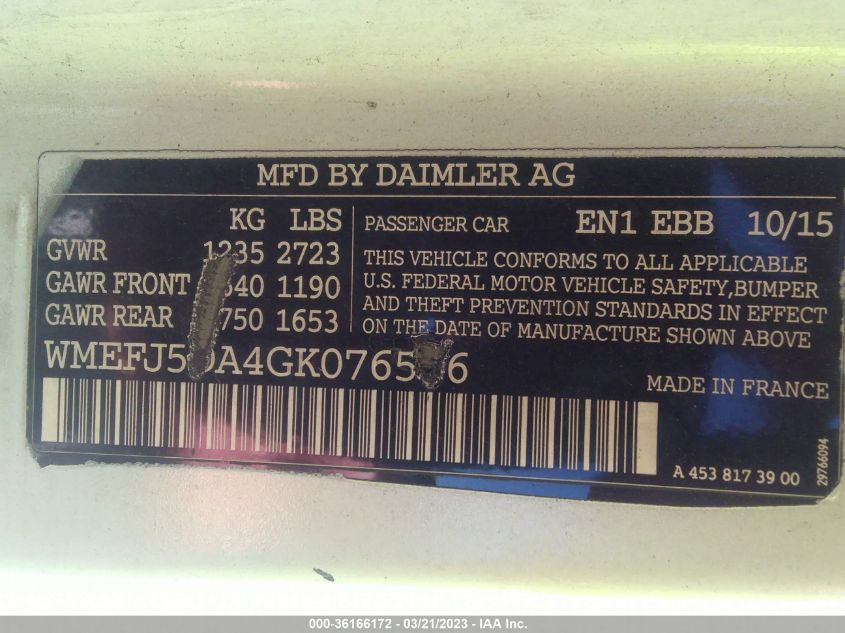 MFD BY DAIMLER AG
KG LBS
GVWR 1235 2723
GAWR FRONT 1190
GAWR REAR 750 1653
PASSENGER CAR EN1 EBB 10/15
THIS VEHICLE CONFORMS TO ALL APPLICABLE
U.S. FEDERAL MOTOR VEHICLE SAFETY,BUMPER
AND THEFT PREVENTION STANDARDS IN EFFECT
ON THE DATE OF MANUFACTURE SHOWN ABOVE
MADE IN FRANCE
A 453 817 39 00
29766094
000-36166172 / 03/21/2023 / IAA Inc.